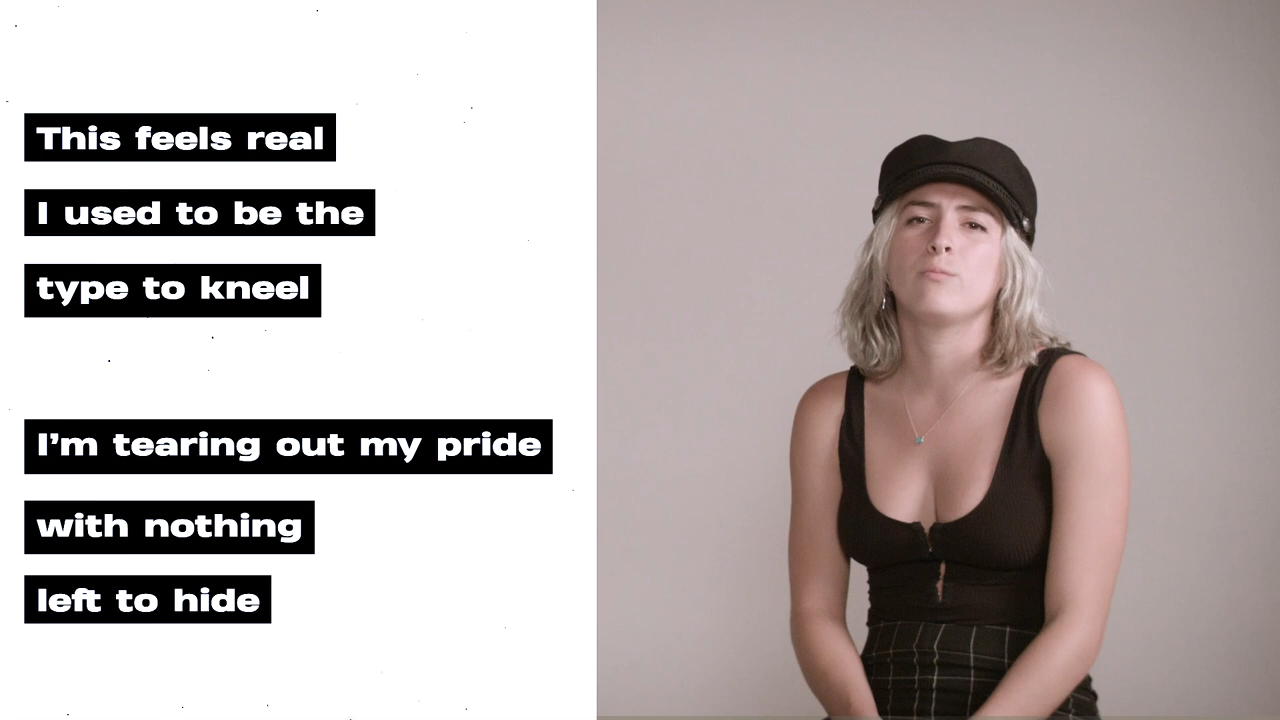 This feels real
I used to be the
type to kneel
I'm tearing out my pride
with nothing
left to hide